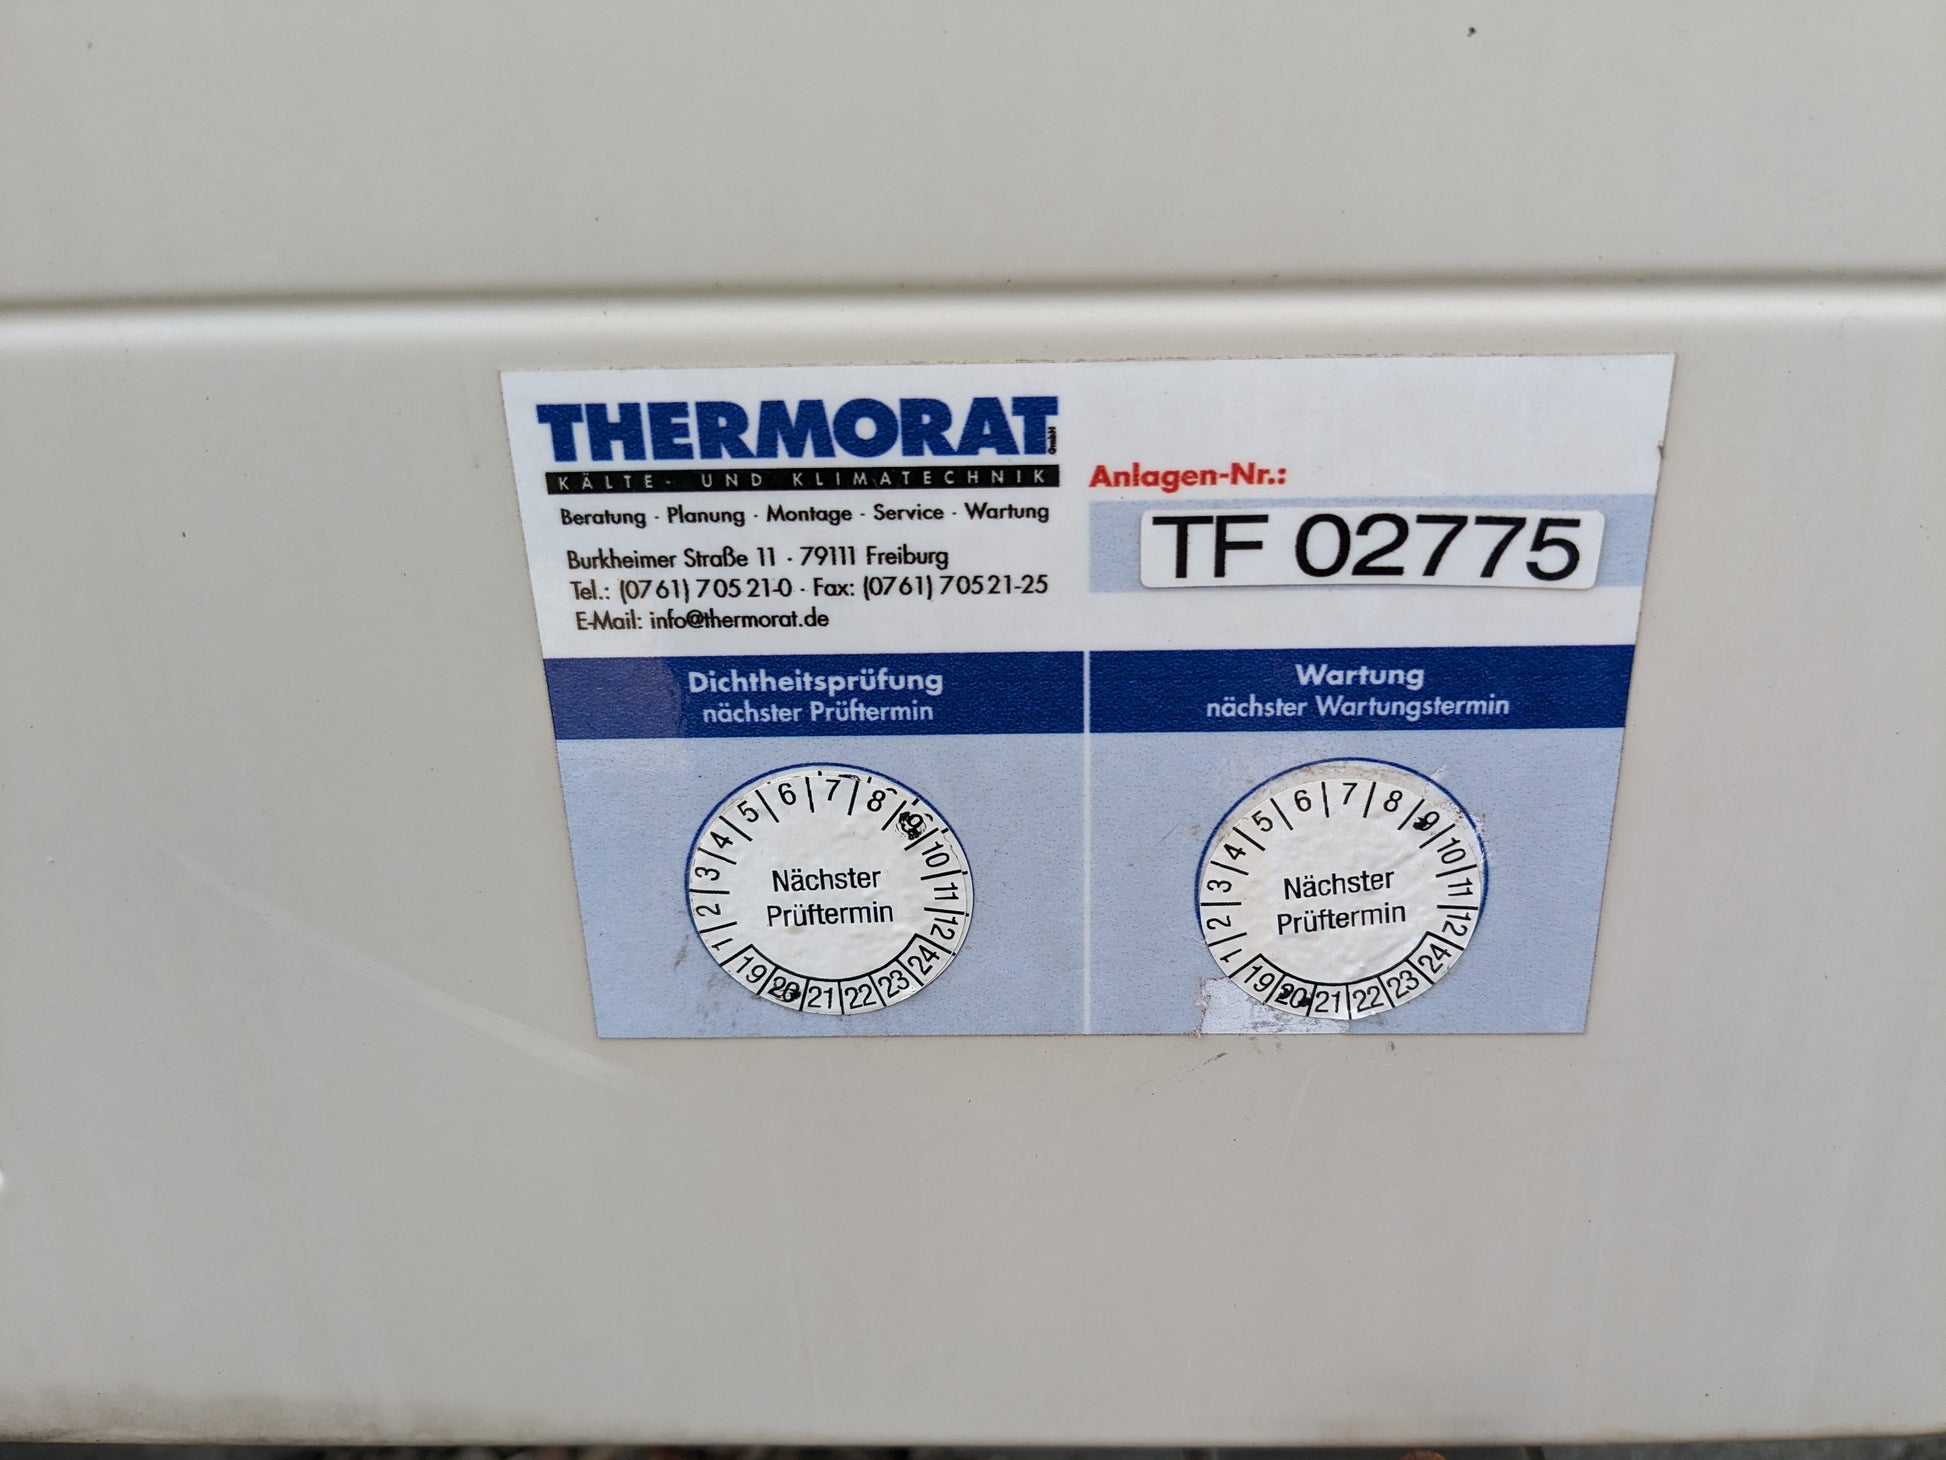 THERMORAT GmbH
KÄLTE- UND KLIMATECHNIK
Beratung · Planung · Montage · Service · Wartung
Burkheimer Straße 11 · 79111 Freiburg
Tel.: (0761) 705 21-0 · Fax: (0761) 705 21-25
E-Mail: info@thermorat.de
Anlagen-Nr.:
TF 02775
Dichtheitsprüfung
nächster Prüftermin
Wartung
nächster Wartungstermin
1 2 3 4 5 6 7 8 9 10 11 12
Nächster
Prüftermin
19 20 21 22 23 24
1 2 3 4 5 6 7 8 9 10 11 12
Nächster
Prüftermin
19 20 21 22 23 24